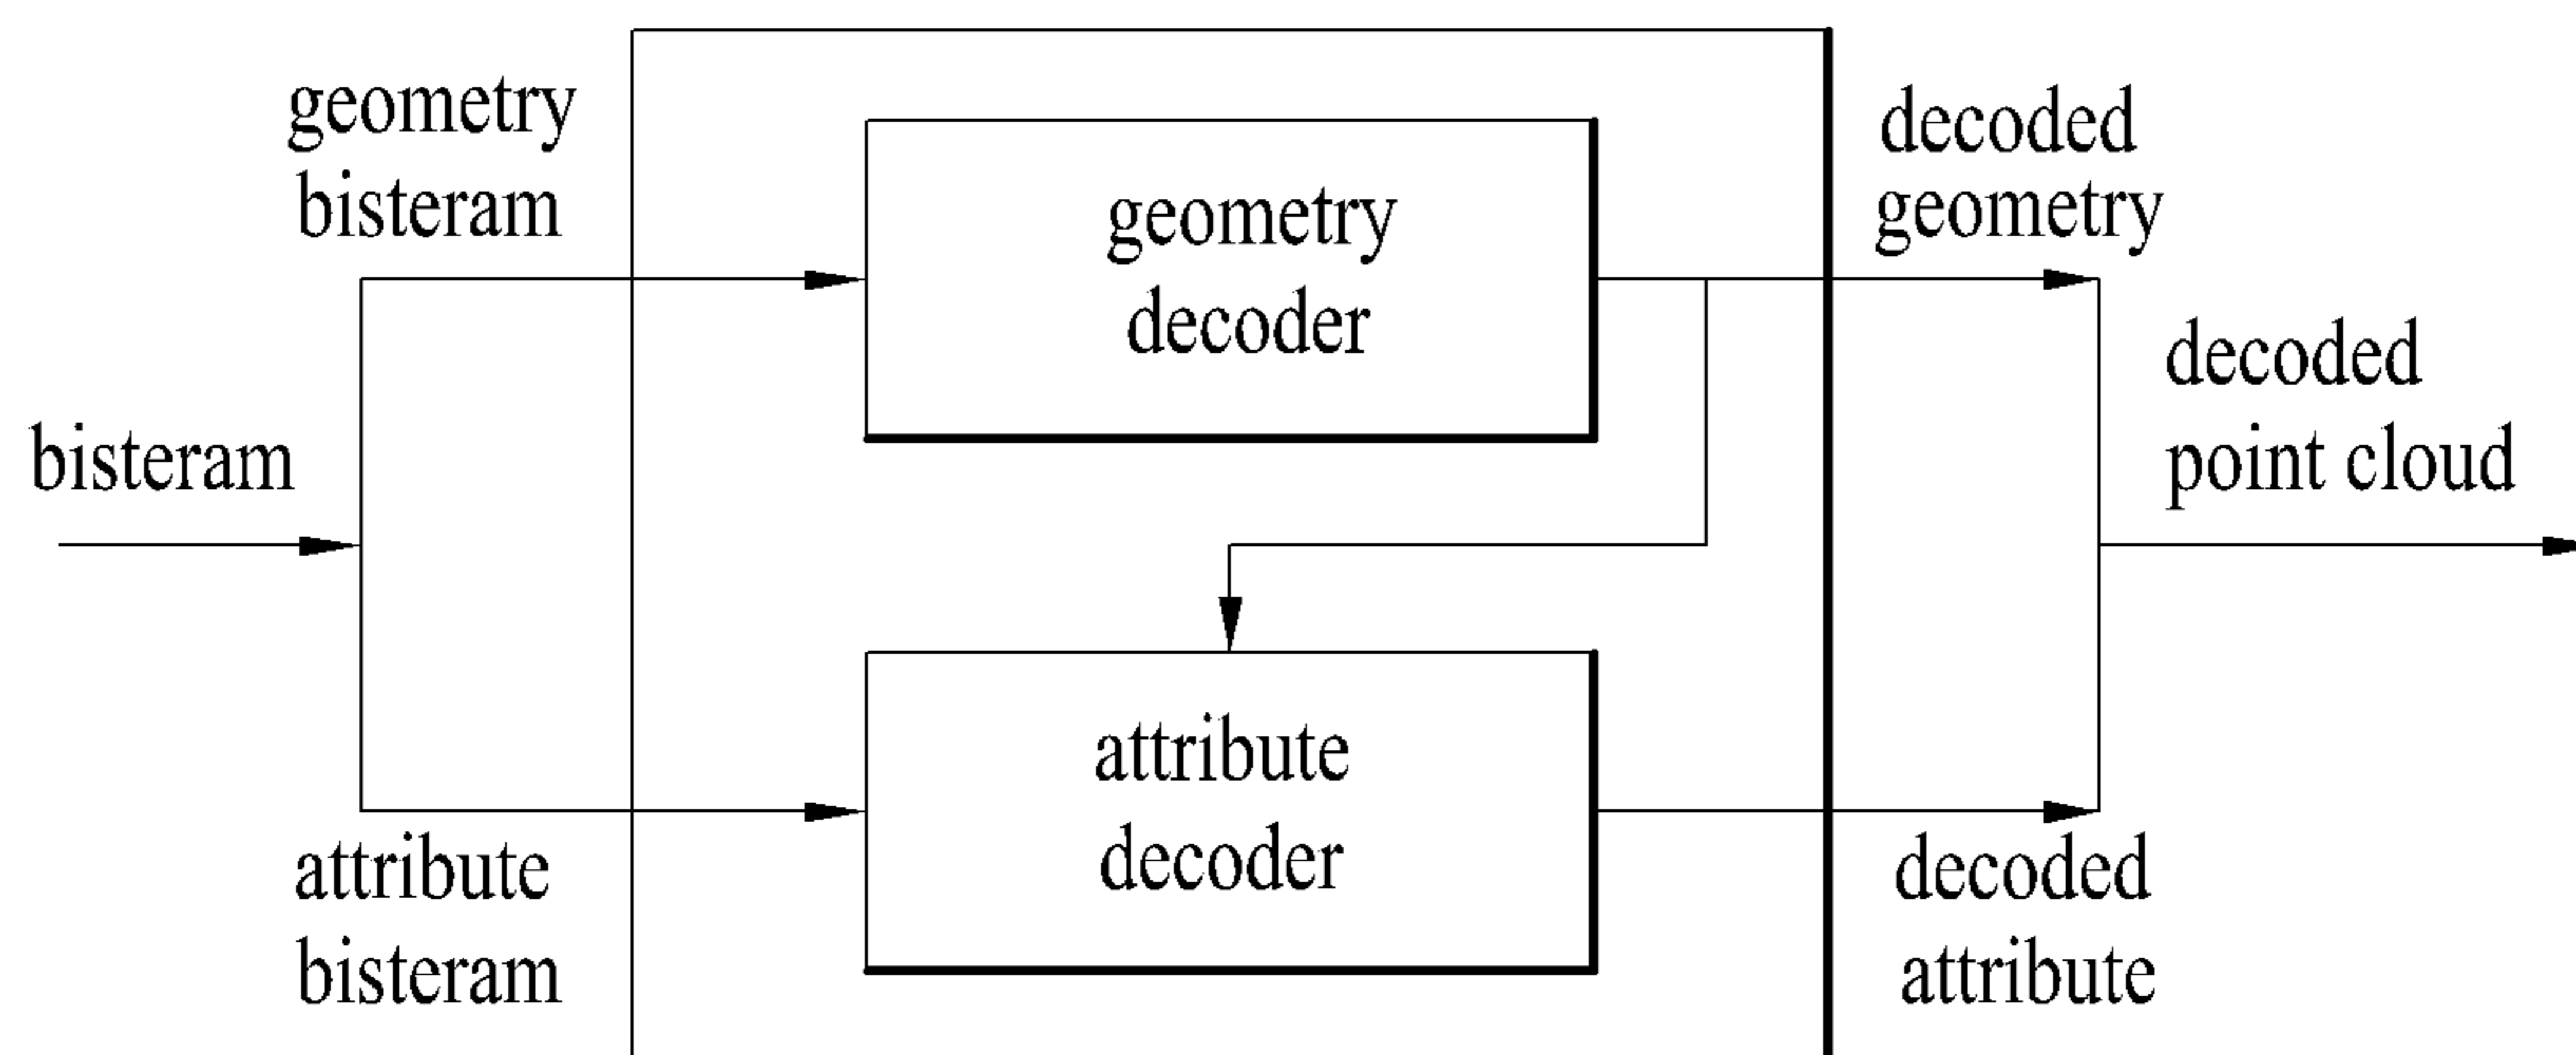 geometry
bisteram
bisteram
attribute
bisteram
geometry
decoder
attribute
decoder
decoded
geometry
decoded
point cloud
decoded
attribute